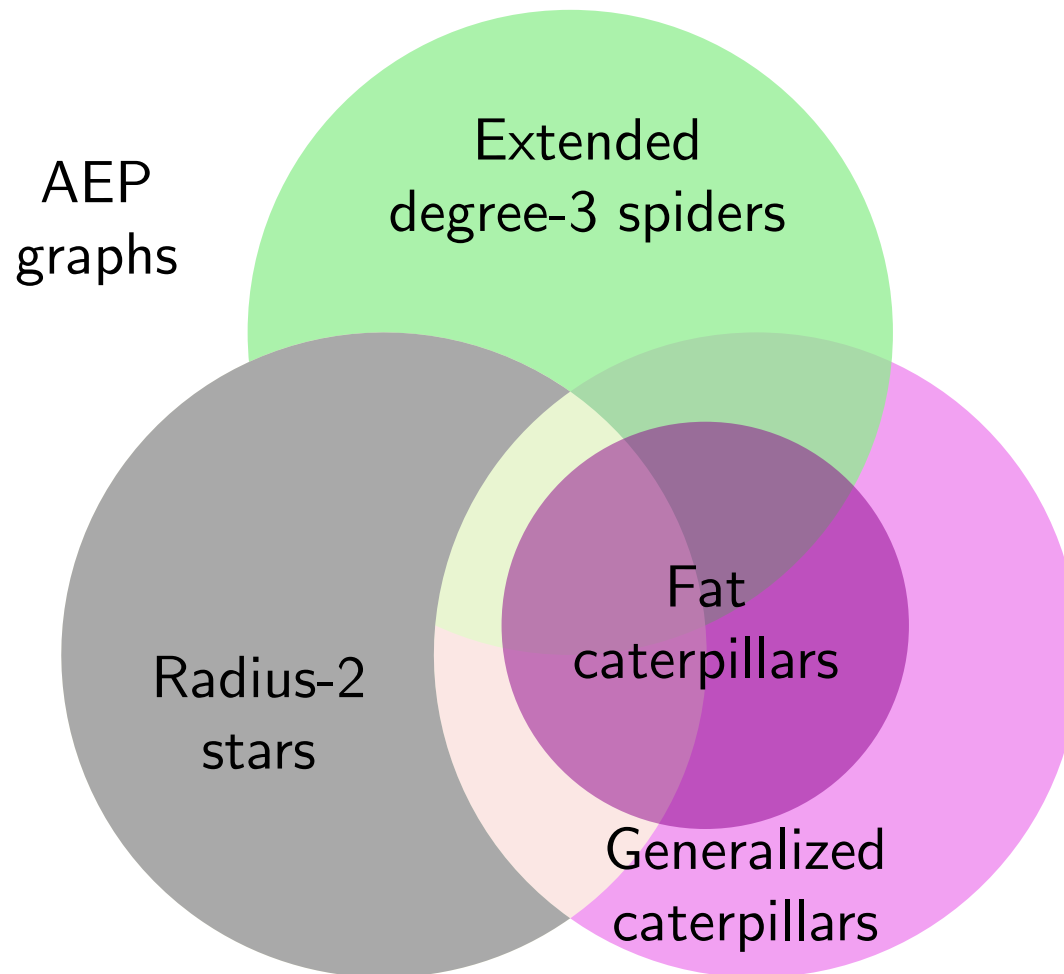 Extended
degree-3 spiders
AEP
graphs
Fat
caterpillars
Radius-2
stars
Generalized
caterpillars